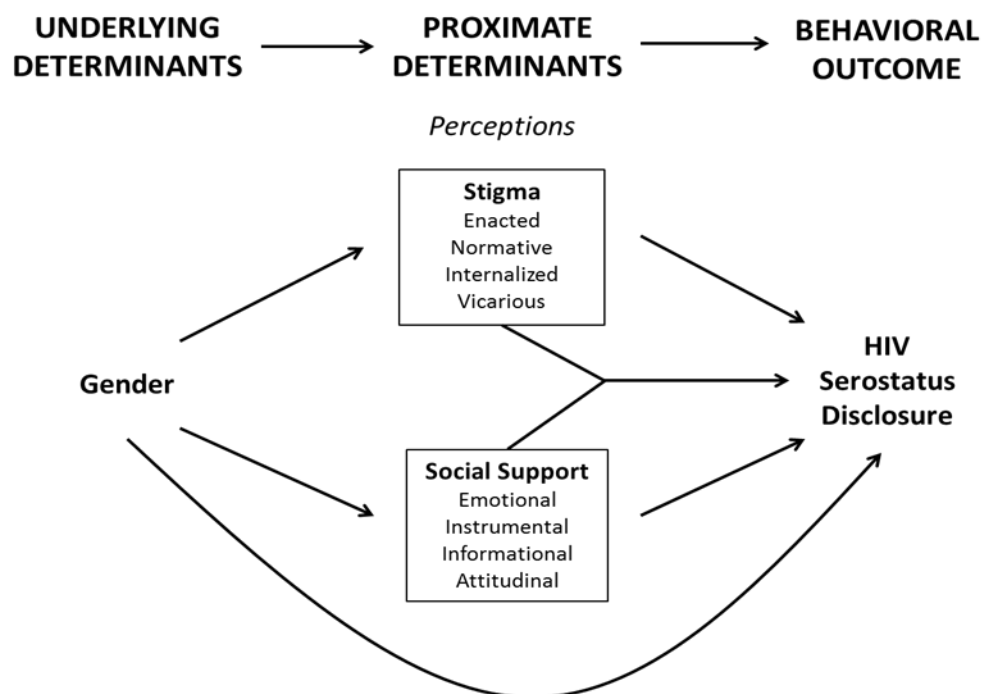 UNDERLYING
DETERMINANTS
PROXIMATE
DETERMINANTS
BEHAVIORAL
OUTCOME
Perceptions
Stigma
Enacted
Normative
Internalized
Vicarious
Gender
HIV
Serostatus
Disclosure
Social Support
Emotional
Instrumental
Informational
Attitudinal